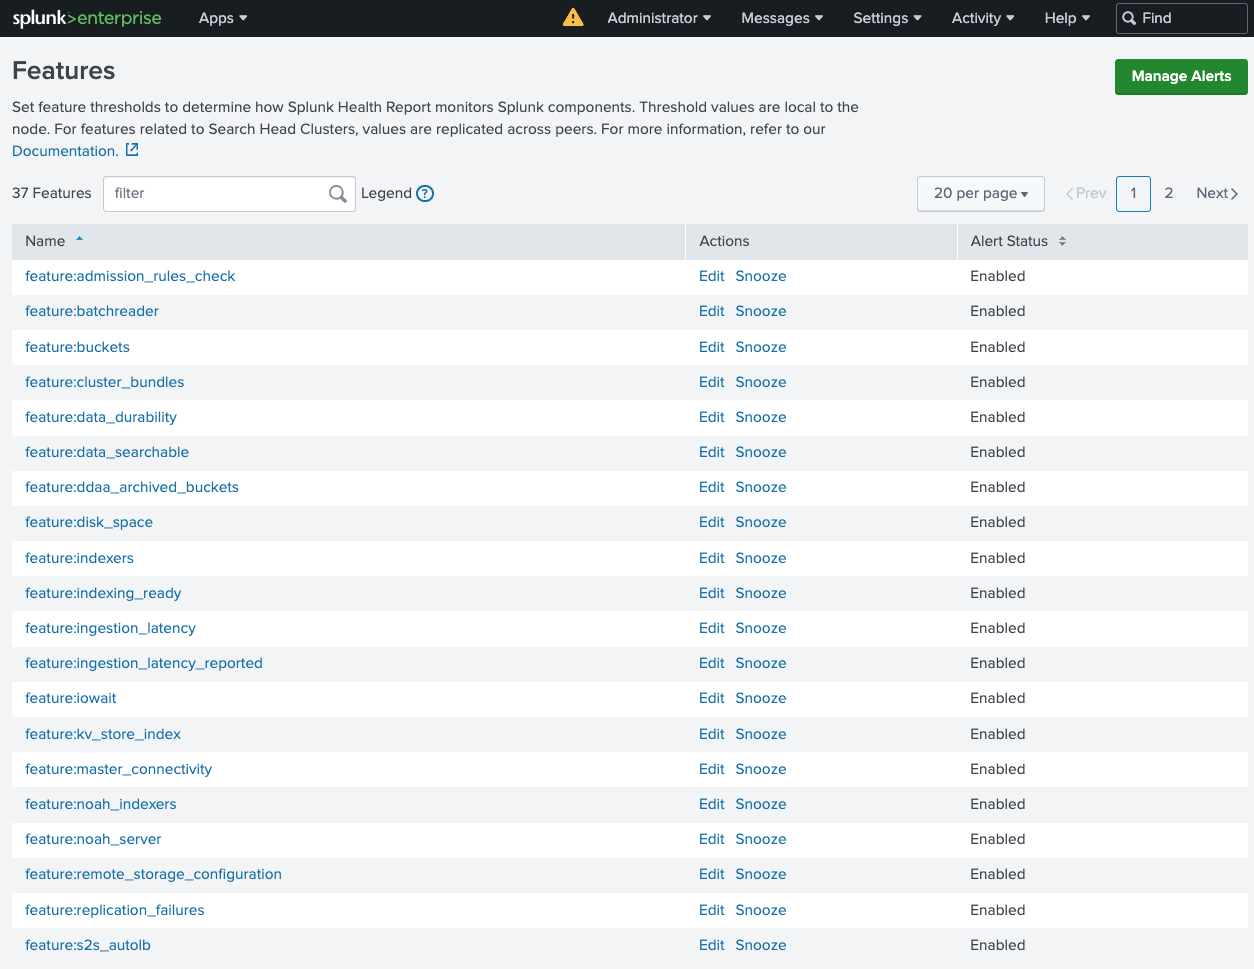 splunk>enterprise Apps Administrator Messages Settings Activity Help Find
Features
Manage Alerts
Set feature thresholds to determine how Splunk Health Report monitors Splunk components. Threshold values are local to the
node. For features related to Search Head Clusters, values are replicated across peers. For more information, refer to our
Documentation.
37 Features filter Legend ? 20 per page Prev 1 2 Next
Name Actions Alert Status
feature:admission_rules_check Edit Snooze Enabled
feature:batchreader Edit Snooze Enabled
feature:buckets Edit Snooze Enabled
feature:cluster_bundles Edit Snooze Enabled
feature:data_durability Edit Snooze Enabled
feature:data_searchable Edit Snooze Enabled
feature:ddaa_archived_buckets Edit Snooze Enabled
feature:disk_space Edit Snooze Enabled
feature:indexers Edit Snooze Enabled
feature:indexing_ready Edit Snooze Enabled
feature:ingestion_latency Edit Snooze Enabled
feature:ingestion_latency_reported Edit Snooze Enabled
feature:iowait Edit Snooze Enabled
feature:kv_store_index Edit Snooze Enabled
feature:master_connectivity Edit Snooze Enabled
feature:noah_indexers Edit Snooze Enabled
feature:noah_server Edit Snooze Enabled
feature:remote_storage_configuration Edit Snooze Enabled
feature:replication_failures Edit Snooze Enabled
feature:s2s_autolb Edit Snooze Enabled